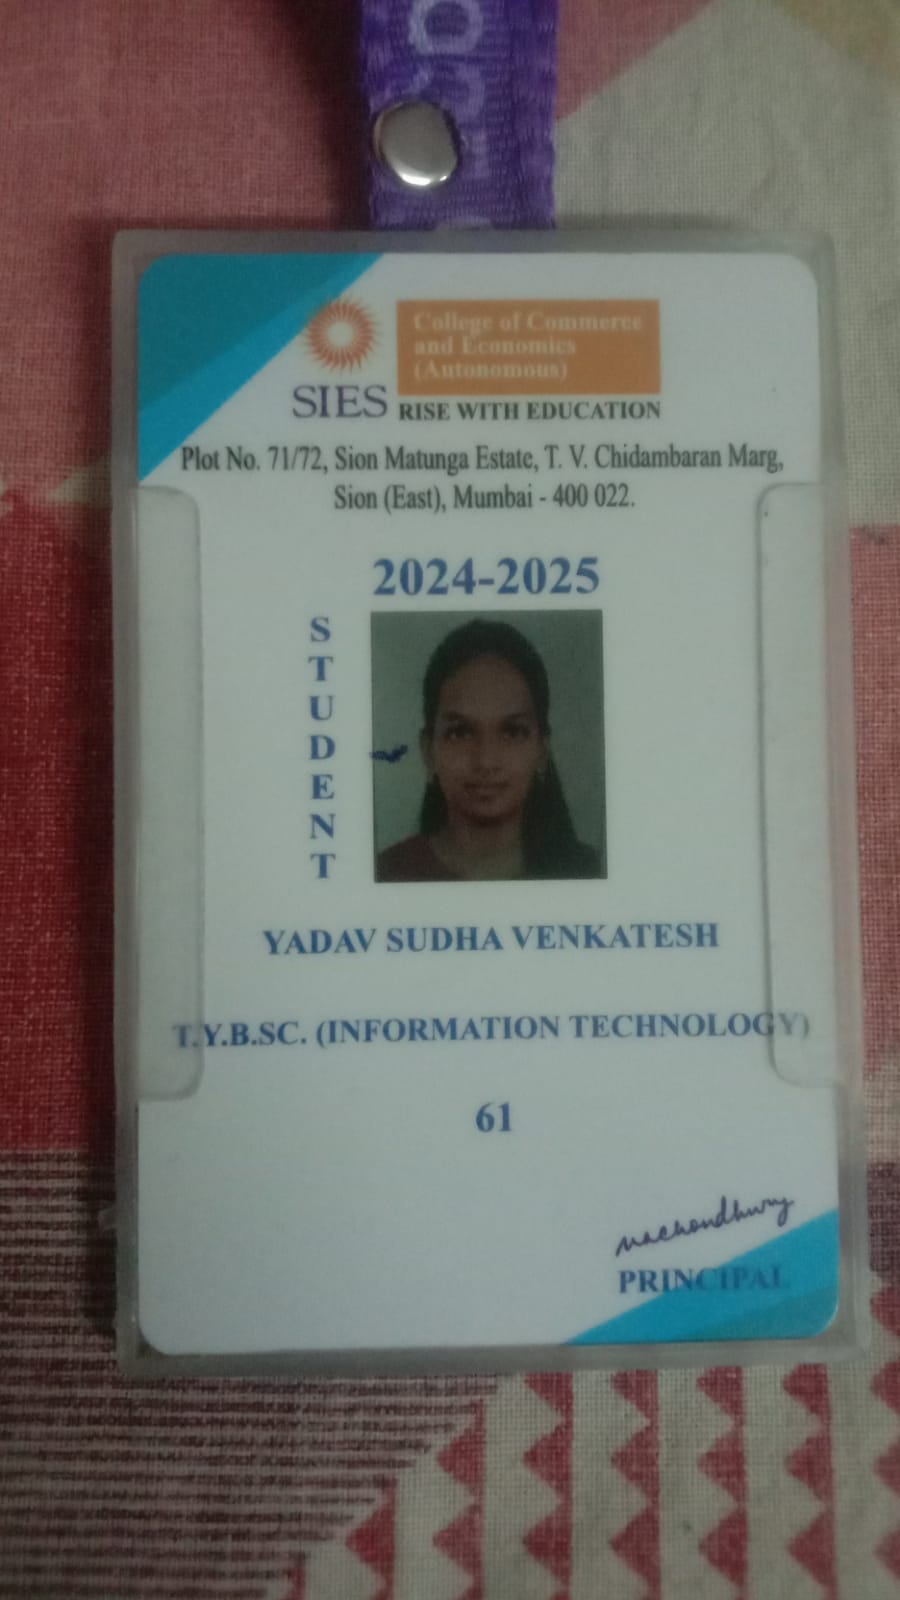 College of Commerce
and Economics
(Autonomous)
SIES RISE WITH EDUCATION
Plot No. 71/72, Sion Matunga Estate, T. V. Chidambaran Marg,
Sion (East), Mumbai - 400 022.
2024-2025
STUDENT
YADAV SUDHA VENKATESH
T.Y.B.SC. (INFORMATION TECHNOLOGY)
61
PRINCIPAL